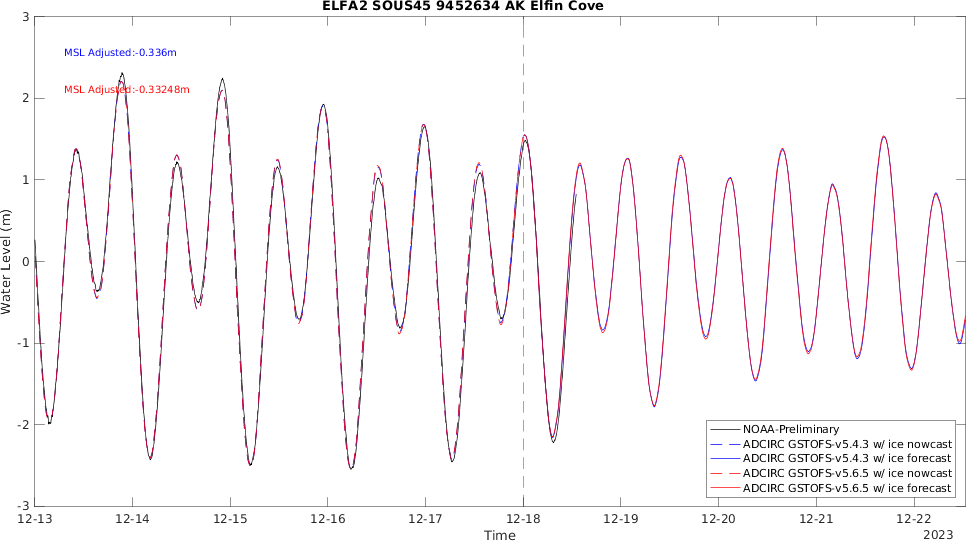 ELFA2 SOUS45 9452634 AK Elfin Cove
MSL Adjusted:-0.336m
MSL Adjusted:-0.33248m
Water Level (m)
3
2
1
0
-1
-2
-3
NOAA-Preliminary
ADCIRC GSTOFS-v5.4.3 w/ ice nowcast
ADCIRC GSTOFS-v5.4.3 w/ ice forecast
ADCIRC GSTOFS-v5.6.5 w/ ice nowcast
ADCIRC GSTOFS-v5.6.5 w/ ice forecast
12-13 12-14 12-15 12-16 12-17 12-18 12-19 12-20 12-21 12-22
Time
2023